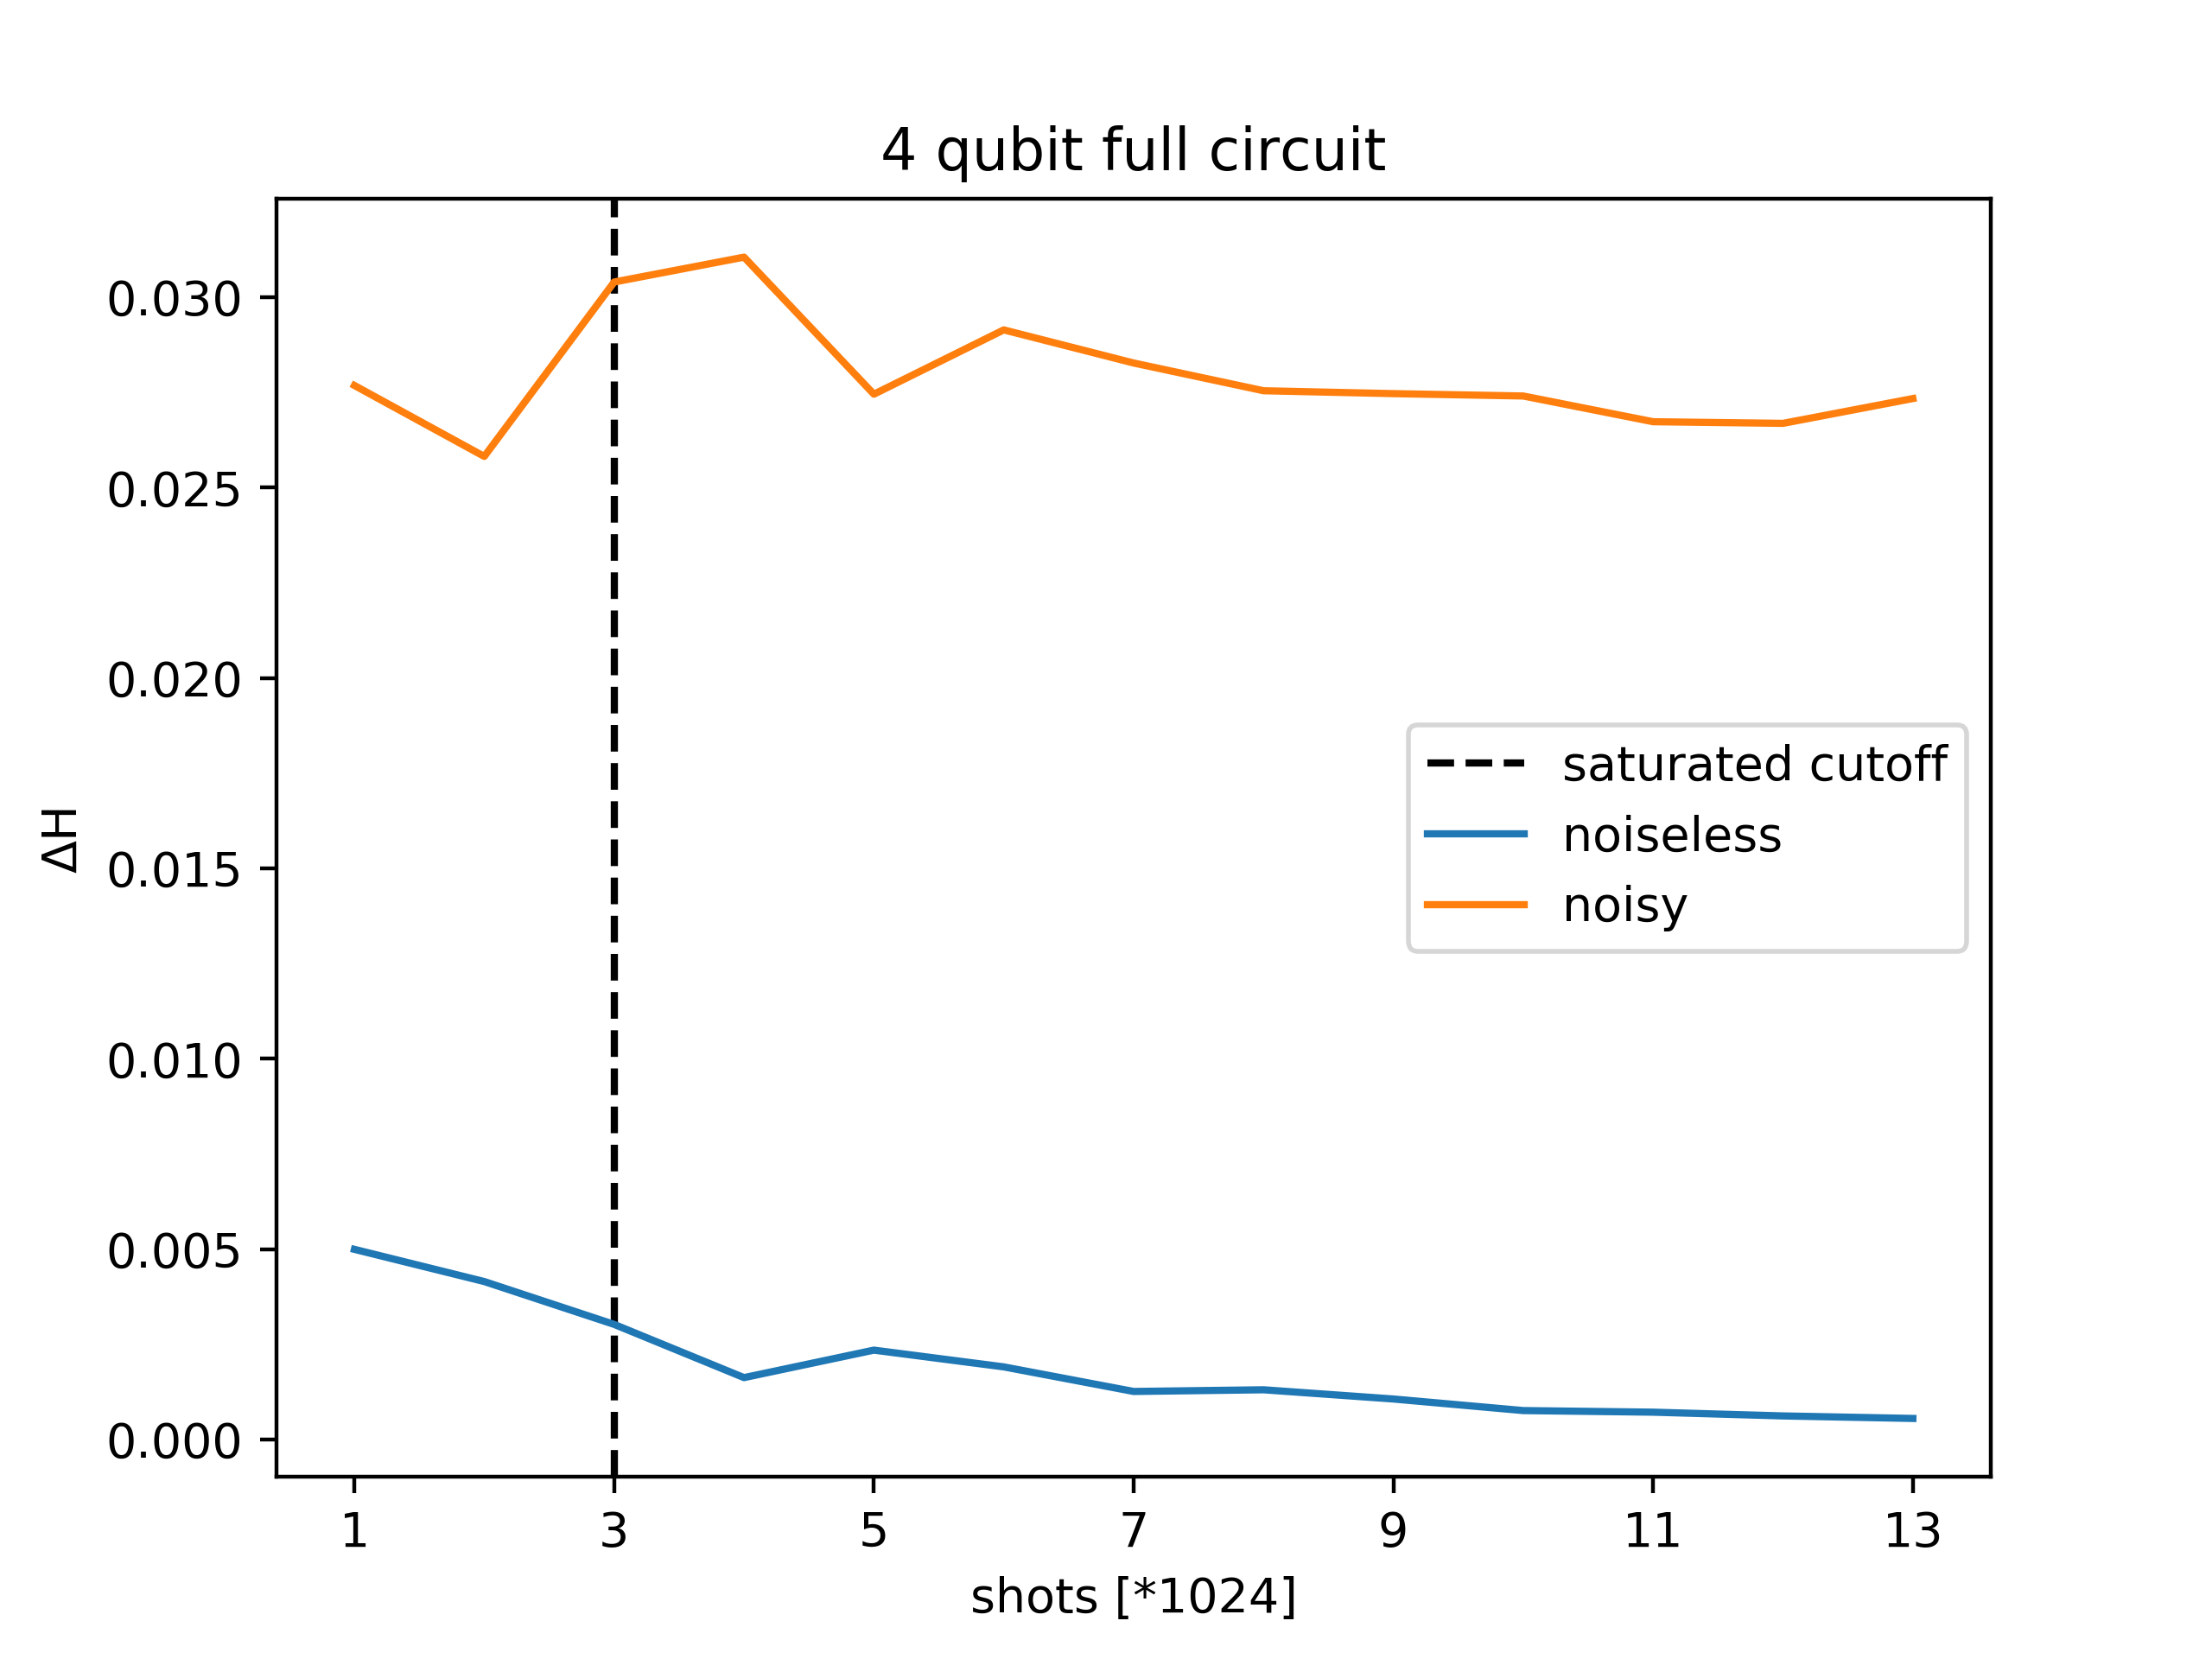 4 qubit full circuit
0.030
0.025
0.020
0.015
0.010
0.005
0.000
ΔH
saturated cutoff
noiseless
noisy
1 3 5 7 9 11 13
shots [*1024]